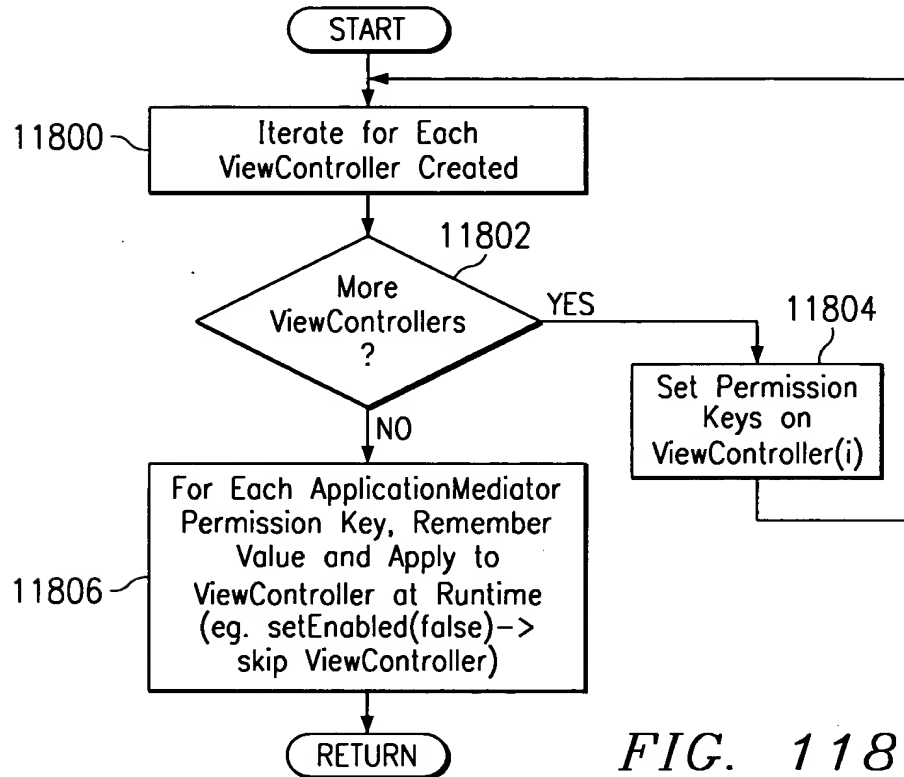 START
11800
Iterate for Each
ViewController Created
11802
More
ViewControllers
?
YES
11804
Set Permission
Keys on
ViewController(i)
NO
For Each ApplicationMediator
Permission Key, Remember
Value and Apply to
ViewController at Runtime
(eg. setEnabled(false)->
skip ViewController)
11806
RETURN
FIG. 118